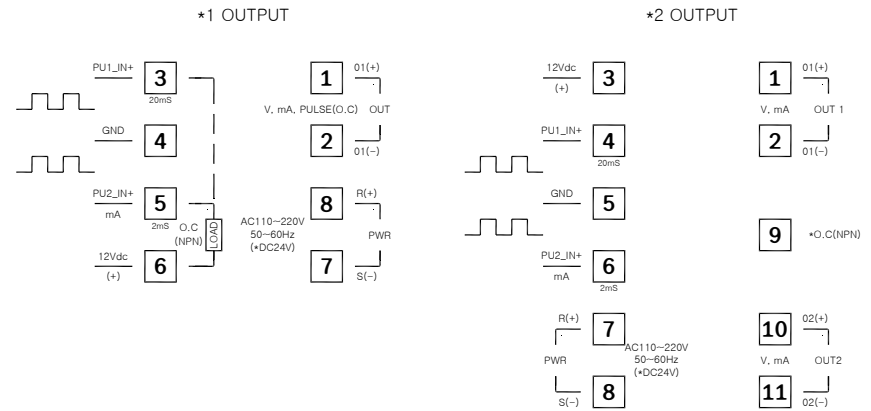 *1 OUTPUT
PU1_IN+
3
20mS
GND
4
PU2_IN+
mA
5
2mS
O.C
(NPN)
LOAD
12Vdc
(+)
6
1
01(+)
V, mA, PULSE(O.C)
OUT
2
01(-)
8
R(+)
AC110~220V
50~60Hz
(*DC24V)
PWR
7
S(-)
*2 OUTPUT
12Vdc
(+)
3
PU1_IN+
4
20mS
GND
5
PU2_IN+
mA
6
2mS
R(+)
7
PWR
AC110~220V
50~60Hz
(*DC24V)
S(-)
8
1
01(+)
V, mA
OUT 1
2
01(-)
9
*O.C(NPN)
10
02(+)
V, mA
OUT2
11
02(-)